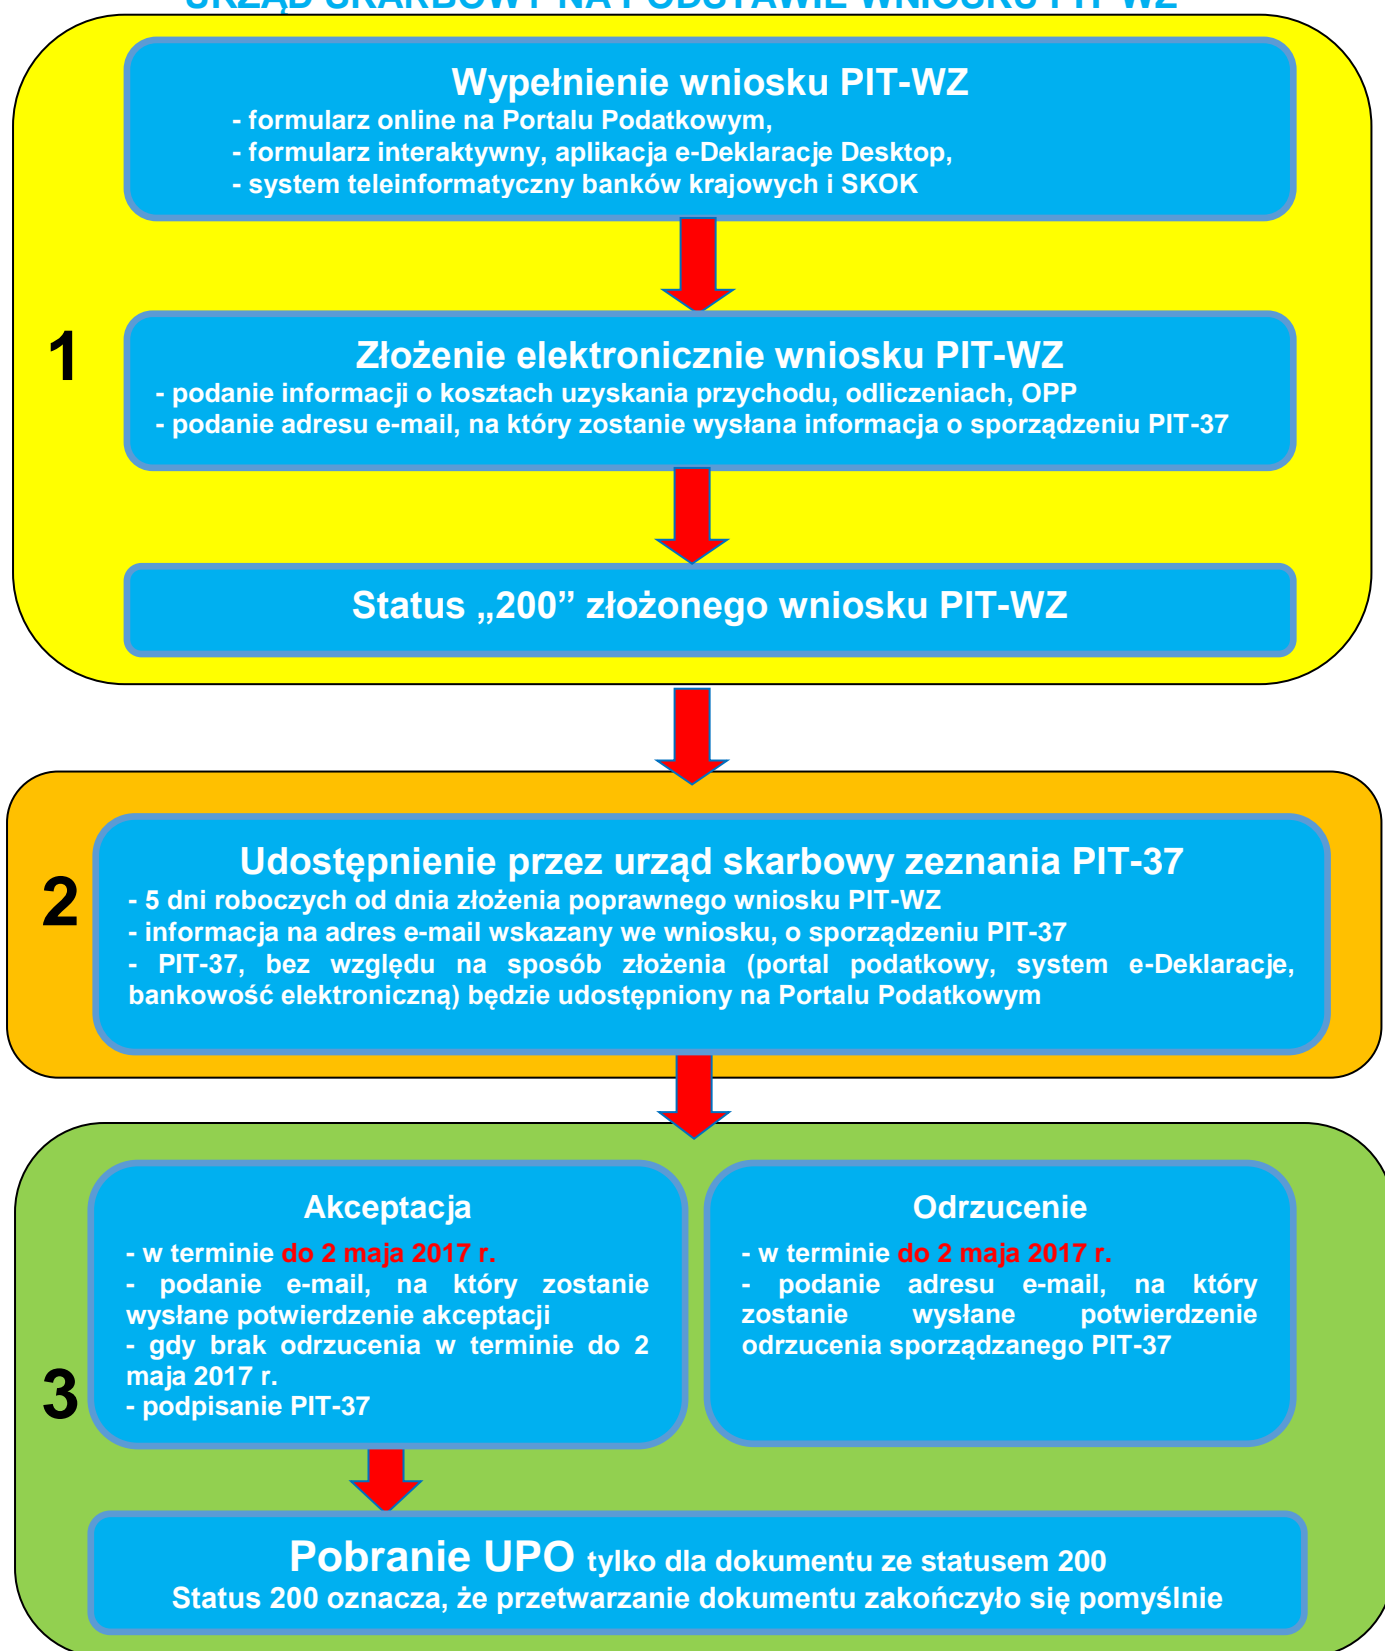 URZĄD SKARBOWY NA PODSTAWIE WNIOSKU PIT-WZ
Wypełnienie wniosku PIT-WZ
- formularz online na Portalu Podatkowym,
- formularz interaktywny, aplikacja e-Deklaracje Desktop,
- system teleinformatyczny banków krajowych i SKOK
1
Złożenie elektronicznie wniosku PIT-WZ
- podanie informacji o kosztach uzyskania przychodu, odliczeniach, OPP
- podanie adresu e-mail, na który zostanie wysłana informacja o sporządzeniu PIT-37
Status „200” złożonego wniosku PIT-WZ
2
Udostępnienie przez urząd skarbowy zeznania PIT-37
- 5 dni roboczych od dnia złożenia poprawnego wniosku PIT-WZ
- informacja na adres e-mail wskazany we wniosku, o sporządzeniu PIT-37
- PIT-37, bez względu na sposób złożenia (portal podatkowy, system e-Deklaracje,
bankowość elektroniczną) będzie udostępniony na Portalu Podatkowym
3
Akceptacja
- w terminie do 2 maja 2017 r.
- podanie e-mail, na który zostanie
wysłane potwierdzenie akceptacji
- gdy brak odrzucenia w terminie do 2
maja 2017 r.
- podpisanie PIT-37
Odrzucenie
- w terminie do 2 maja 2017 r.
- podanie adresu e-mail, na który
zostanie wysłane potwierdzenie
odrzucenia sporządzanego PIT-37
Pobranie UPO tylko dla dokumentu ze statusem 200
Status 200 oznacza, że przetwarzanie dokumentu zakończyło się pomyślnie